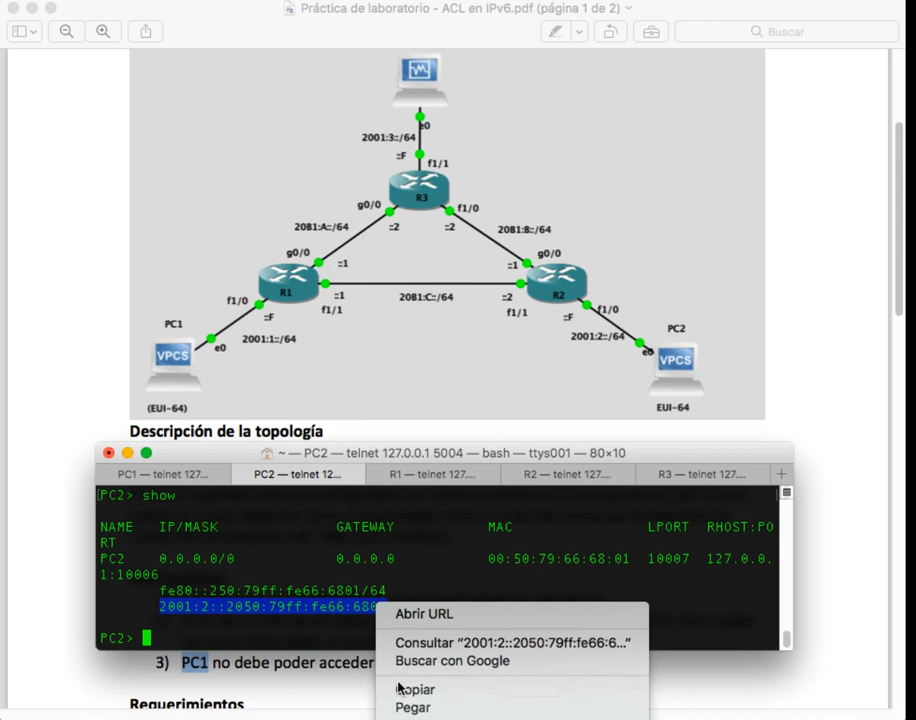 Práctica de laboratorio - ACL en IPv6.pdf (página 1 de 2)
Buscar
e0
2001:3::/64
::F
f1/1
R3
g0/0
f1/0
20B1:A::/64
::2
::2
20B1:B::/64
g0/0
g0/0
::1
::1
R1
R2
::1
20B1:C::/64
::2
f1/0
f1/1
f1/1
f1/0
::F
::F
PC1
2001:1::/64
2001:2::/64
PC2
e0
e0
VPCS
VPCS
(EUI-64)
EUI-64
Descripción de la topología
~ — PC2 — telnet 127.0.0.1 5004 — bash — ttys001 — 80×10
PC1 — telnet 127...
PC2 — telnet 12...
R1 — telnet 127....
R2 — telnet 127....
R3 — telnet 127....
[PC2> show ]
NAME IP/MASK GATEWAY MAC LPORT RHOST:PO
RT
PC2 0.0.0.0/0 0.0.0.0 00:50:79:66:68:01 10007 127.0.0.
1:10006
fe80::250:79ff:fe66:6801/64
2001:2::2050:79ff:fe66:680
PC2>
Abrir URL
Consultar “2001:2::2050:79ff:fe66:6...”
Buscar con Google
Copiar
Pegar
3) PC1 no debe poder acceder
Requerimientos